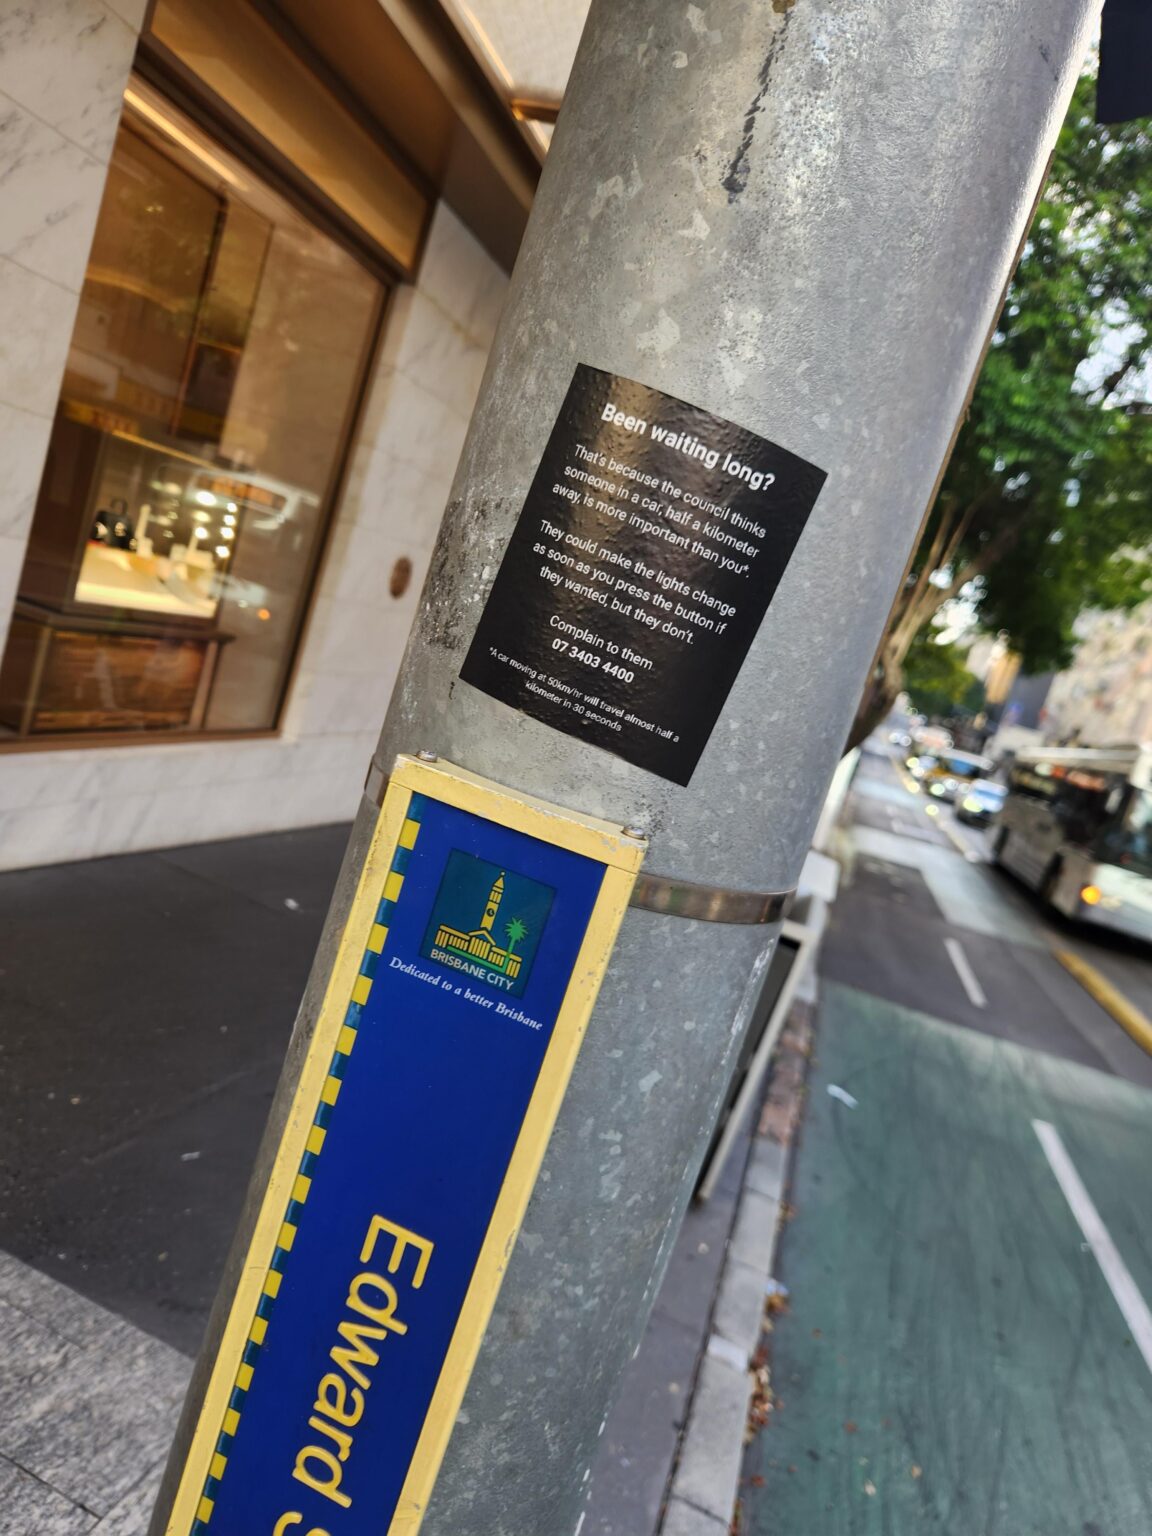 Been waiting long?
That's because the council thinks
someone in a car, half a kilometer
away, is more important than you*.
They could make the lights change
as soon as you press the button if
they wanted, but they don't.
Complain to them.
07 3403 4400
*A car moving at 50km/hr will travel almost half a
kilometer in 30 seconds
BRISBANE CITY
Dedicated to a better Brisbane
Edward S